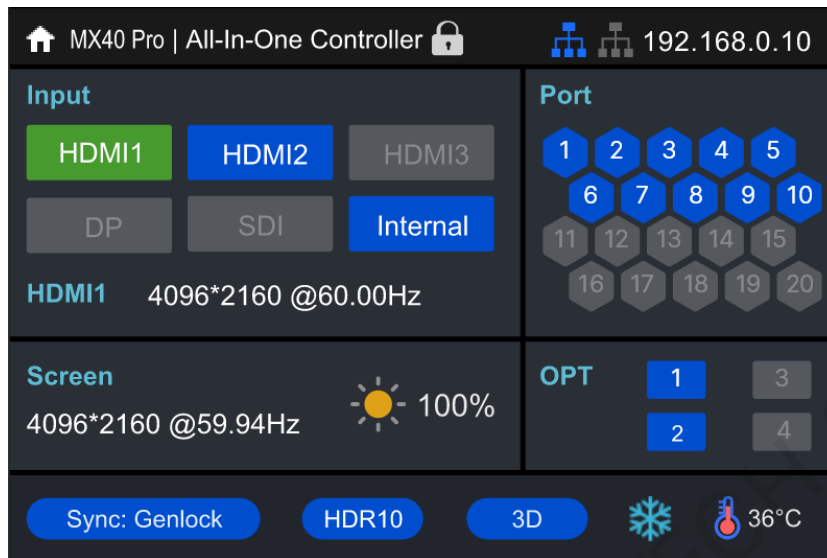 MX40 Pro | All-In-One Controller 192.168.0.10
Input
HDMI1 HDMI2 HDMI3
DP SDI Internal
HDMI1 4096*2160 @60.00Hz
Port
1 2 3 4 5
6 7 8 9 10
11 12 13 14 15
16 17 18 19 20
Screen
4096*2160 @59.94Hz 100%
OPT 1 3
2 4
Sync: Genlock HDR10 3D 36°C